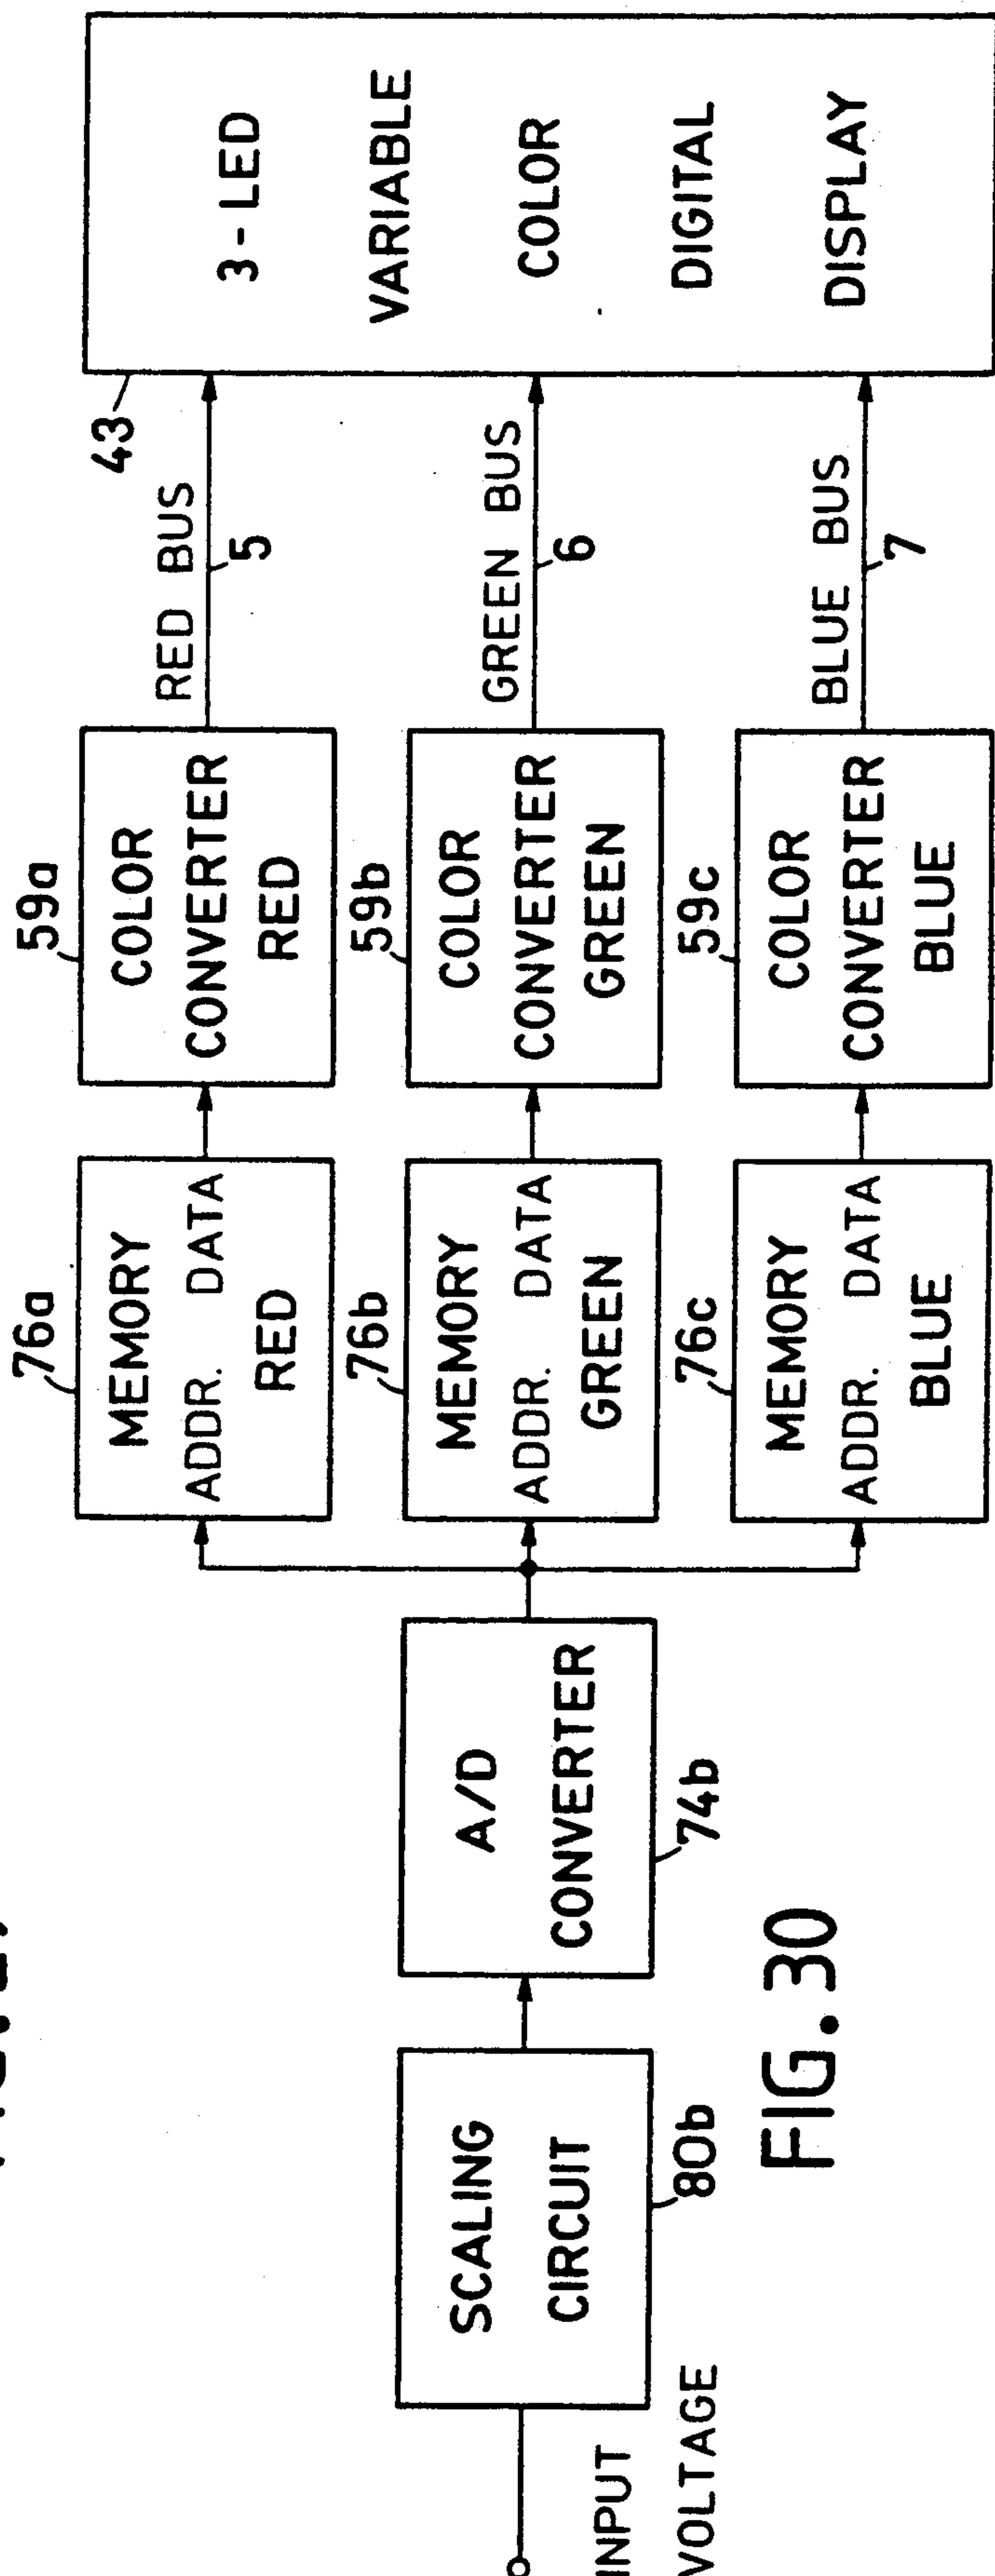 INPUT
VOLTAGE
SCALING
CIRCUIT
80b
A/D
CONVERTER
74b
76a
MEMORY
ADDR. DATA
RED
76b
MEMORY
ADDR. DATA
GREEN
76c
MEMORY
ADDR. DATA
BLUE
59a
COLOR
CONVERTER
RED
59b
COLOR
CONVERTER
GREEN
59c
COLOR
CONVERTER
BLUE
RED BUS
5
GREEN BUS
6
BLUE BUS
7
43
3-LED
VARIABLE
COLOR
DIGITAL
DISPLAY
FIG. 30